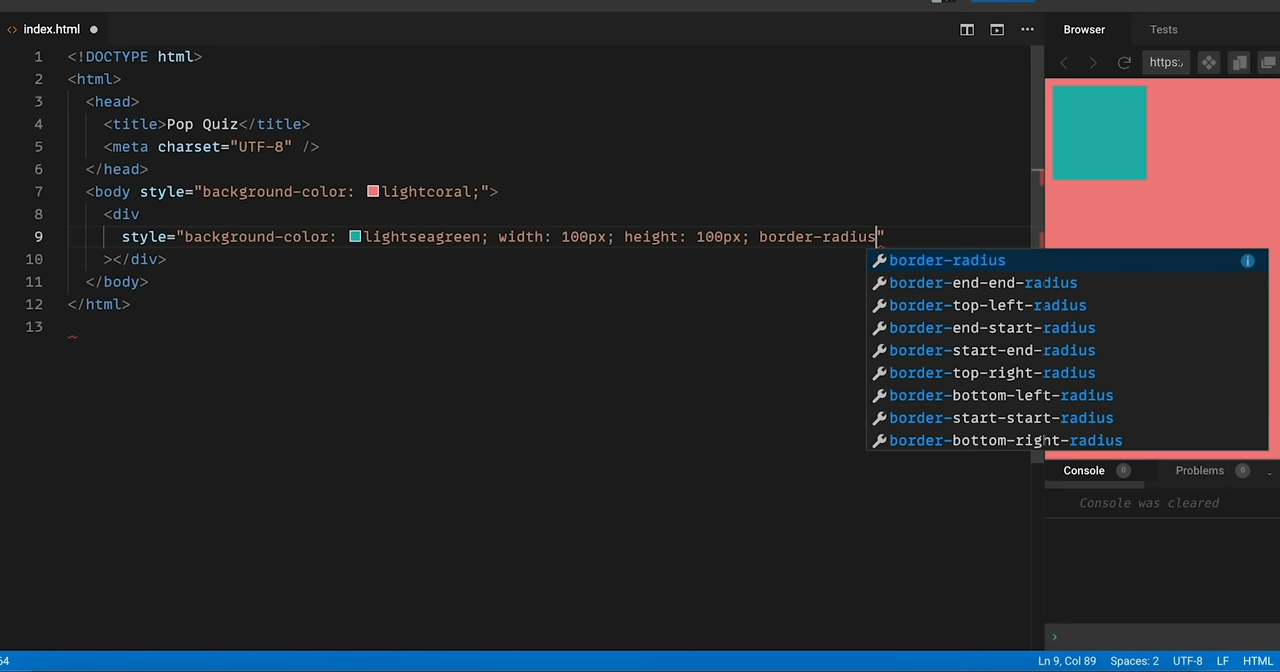 index.html
Browser
Tests
https:/
1 <!DOCTYPE html>
2 <html>
3 <head>
4 <title>Pop Quiz</title>
5 <meta charset="UTF-8" />
6 </head>
7 <body style="background-color: lightcoral;">
8 <div
9 style="background-color: lightseagreen; width: 100px; height: 100px; border-radius"
10 ></div>
11 </body>
12 </html>
13
border-radius
border-end-end-radius
border-top-left-radius
border-end-start-radius
border-start-end-radius
border-top-right-radius
border-bottom-left-radius
border-start-start-radius
border-bottom-right-radius
Console 0
Problems 0
Console was cleared
64
Ln 9, Col 89 Spaces: 2 UTF-8 LF HTML